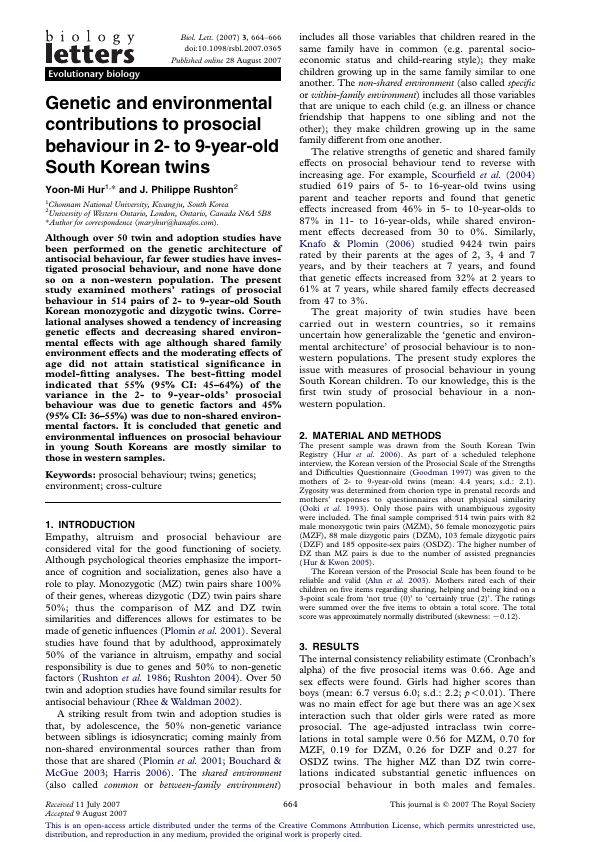 biology
letters
Evolutionary biology
Biol. Lett. (2007) 3, 664–666
doi:10.1098/rsbl.2007.0365
Published online 28 August 2007
Genetic and environmental
contributions to prosocial
behaviour in 2- to 9-year-old
South Korean twins
Yoon-Mi Hur1,* and J. Philippe Rushton2
1Chonnam National University, Kwangju, South Korea
2University of Western Ontario, London, Ontario, Canada N6A 5B8
*Author for correspondence (maryhur@hanafos.com).
Although over 50 twin and adoption studies have
been performed on the genetic architecture of
antisocial behaviour, far fewer studies have inves-
tigated prosocial behaviour, and none have done
so on a non-western population. The present
study examined mothers' ratings of prosocial
behaviour in 514 pairs of 2- to 9-year-old South
Korean monozygotic and dizygotic twins. Corre-
lational analyses showed a tendency of increasing
genetic effects and decreasing shared environ-
mental effects with age although shared family
environment effects and the moderating effects of
age did not attain statistical significance in
model-fitting analyses. The best-fitting model
indicated that 55% (95% CI: 45–64%) of the
variance in the 2- to 9-year-olds' prosocial
behaviour was due to genetic factors and 45%
(95% CI: 36–55%) was due to non-shared environ-
mental factors. It is concluded that genetic and
environmental influences on prosocial behaviour
in young South Koreans are mostly similar to
those in western samples.
Keywords: prosocial behaviour; twins; genetics;
environment; cross-culture
1. INTRODUCTION
Empathy, altruism and prosocial behaviour are
considered vital for the good functioning of society.
Although psychological theories emphasize the import-
ance of cognition and socialization, genes also have a
role to play. Monozygotic (MZ) twin pairs share 100%
of their genes, whereas dizygotic (DZ) twin pairs share
50%; thus the comparison of MZ and DZ twin
similarities and differences allows for estimates to be
made of genetic influences (Plomin et al. 2001). Several
studies have found that by adulthood, approximately
50% of the variance in altruism, empathy and social
responsibility is due to genes and 50% to non-genetic
factors (Rushton et al. 1986; Rushton 2004). Over 50
twin and adoption studies have found similar results for
antisocial behaviour (Rhee & Waldman 2002).
A striking result from twin and adoption studies is
that, by adolescence, the 50% non-genetic variance
between siblings is idiosyncratic; coming mainly from
non-shared environmental sources rather than from
those that are shared (Plomin et al. 2001; Bouchard &
McGue 2003; Harris 2006). The shared environment
(also called common or between-family environment)
includes all those variables that children reared in the
same family have in common (e.g. parental socio-
economic status and child-rearing style); they make
children growing up in the same family similar to one
another. The non-shared environment (also called specific
or within-family environment) includes all those variables
that are unique to each child (e.g. an illness or chance
friendship that happens to one sibling and not the
other); they make children growing up in the same
family different from one another.
The relative strengths of genetic and shared family
effects on prosocial behaviour tend to reverse with
increasing age. For example, Scourfield et al. (2004)
studied 619 pairs of 5- to 16-year-old twins using
parent and teacher reports and found that genetic
effects increased from 46% in 5- to 10-year-olds to
87% in 11- to 16-year-olds, while shared environ-
ment effects decreased from 30 to 0%. Similarly,
Knafo & Plomin (2006) studied 9424 twin pairs
rated by their parents at the ages of 2, 3, 4 and 7
years, and by their teachers at 7 years, and found
that genetic effects increased from 32% at 2 years to
61% at 7 years, while shared family effects decreased
from 47 to 3%.
The great majority of twin studies have been
carried out in western countries, so it remains
uncertain how generalizable the 'genetic and environ-
mental architecture' of prosocial behaviour is to non-
western populations. The present study explores the
issue with measures of prosocial behaviour in young
South Korean children. To our knowledge, this is the
first twin study of prosocial behaviour in a non-
western population.
2. MATERIAL AND METHODS
The present sample was drawn from the South Korean Twin
Registry (Hur et al. 2006). As part of a scheduled telephone
interview, the Korean version of the Prosocial Scale of the Strengths
and Difficulties Questionnaire (Goodman 1997) was given to the
mothers of 2- to 9-year-old twins (mean: 4.4 years; s.d.: 2.1).
Zygosity was determined from chorion type in prenatal records and
mothers' responses to questionnaires about physical similarity
(Ooki et al. 1993). Only those pairs with unambiguous zygosity
were included. The final sample comprised 514 twin pairs with 82
male monozygotic twin pairs (MZM), 56 female monozygotic pairs
(MZF), 88 male dizygotic pairs (DZM), 103 female dizygotic pairs
(DZF) and 185 opposite-sex pairs (OSDZ). The higher number of
DZ than MZ pairs is due to the number of assisted pregnancies
(Hur & Kwon 2005).
The Korean version of the Prosocial Scale has been found to be
reliable and valid (Ahn et al. 2003). Mothers rated each of their
children on five items regarding sharing, helping and being kind on a
3-point scale from 'not true (0)' to 'certainly true (2)'. The ratings
were summed over the five items to obtain a total score. The total
score was approximately normally distributed (skewness: −0.12).
3. RESULTS
The internal consistency reliability estimate (Cronbach's
alpha) of the five prosocial items was 0.66. Age and
sex effects were found. Girls had higher scores than
boys (mean: 6.7 versus 6.0; s.d.: 2.2; p<0.01). There
was no main effect for age but there was an age×sex
interaction such that older girls were rated as more
prosocial. The age-adjusted intraclass twin corre-
lations in total sample were 0.56 for MZM, 0.70 for
MZF, 0.19 for DZM, 0.26 for DZF and 0.27 for
OSDZ twins. The higher MZ than DZ twin corre-
lations indicated substantial genetic influences on
prosocial behaviour in both males and females.
Received 11 July 2007
Accepted 9 August 2007
664
This journal is © 2007 The Royal Society
This is an open-access article distributed under the terms of the Creative Commons Attribution License, which permits unrestricted use,
distribution, and reproduction in any medium, provided the original work is properly cited.